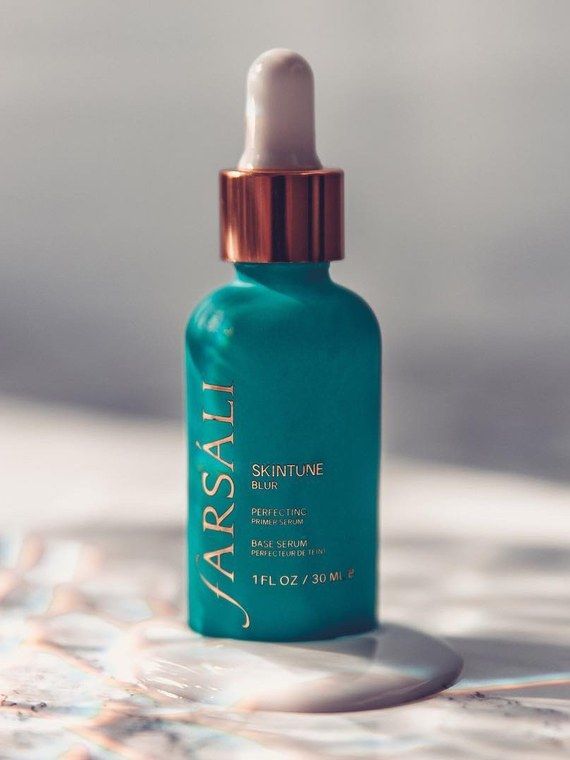 fARSÁLI
SKINTUNE
BLUR
PERFECTING
PRIMER SERUM
BASE SERUM
PERFECTEUR DE TEINT
1 FL OZ / 30 ML ℮